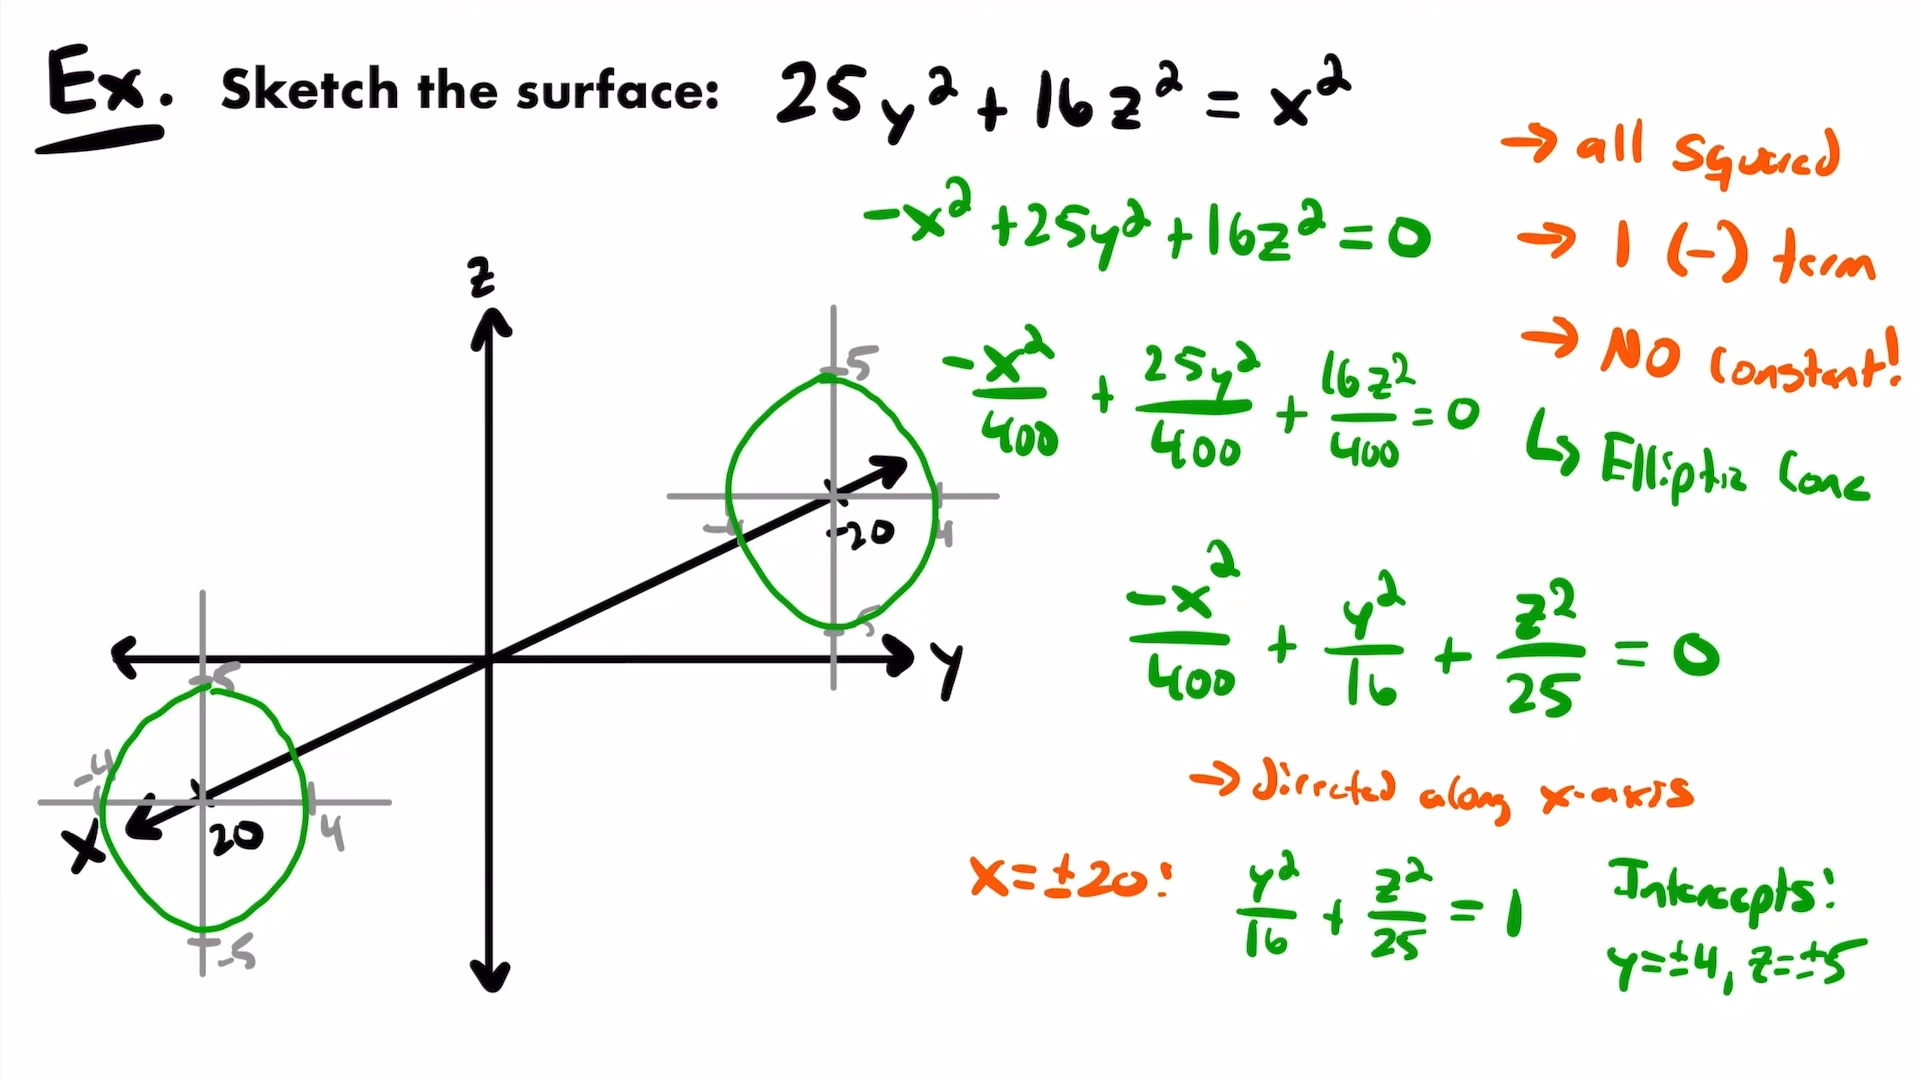 Ex. Sketch the surface: 25y² + 16z² = x²
→ all squared
-x² + 25y² + 16z² = 0
→ 1 (-) term
→ NO constant!
-x²/400 + 25y²/400 + 16z²/400 = 0
↳ Elliptic Cone
-x²/400 + y²/16 + z²/25 = 0
→ directed along x-axis
x = ±20:
y²/16 + z²/25 = 1
Intercepts:
y=±4, z=±5
z
5
-4
-20
4
-5
y
5
-4
x
20
4
-5